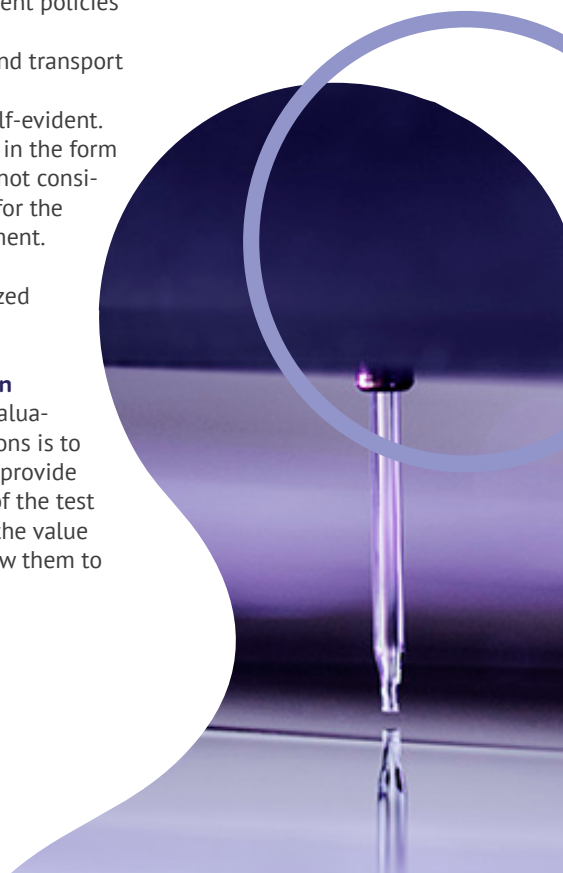 ent policies
nd transport
lf-evident.
in the form
not consi-
for the
ment.
zed
n
alua-
ons is to
provide
of the test
the value
w them to